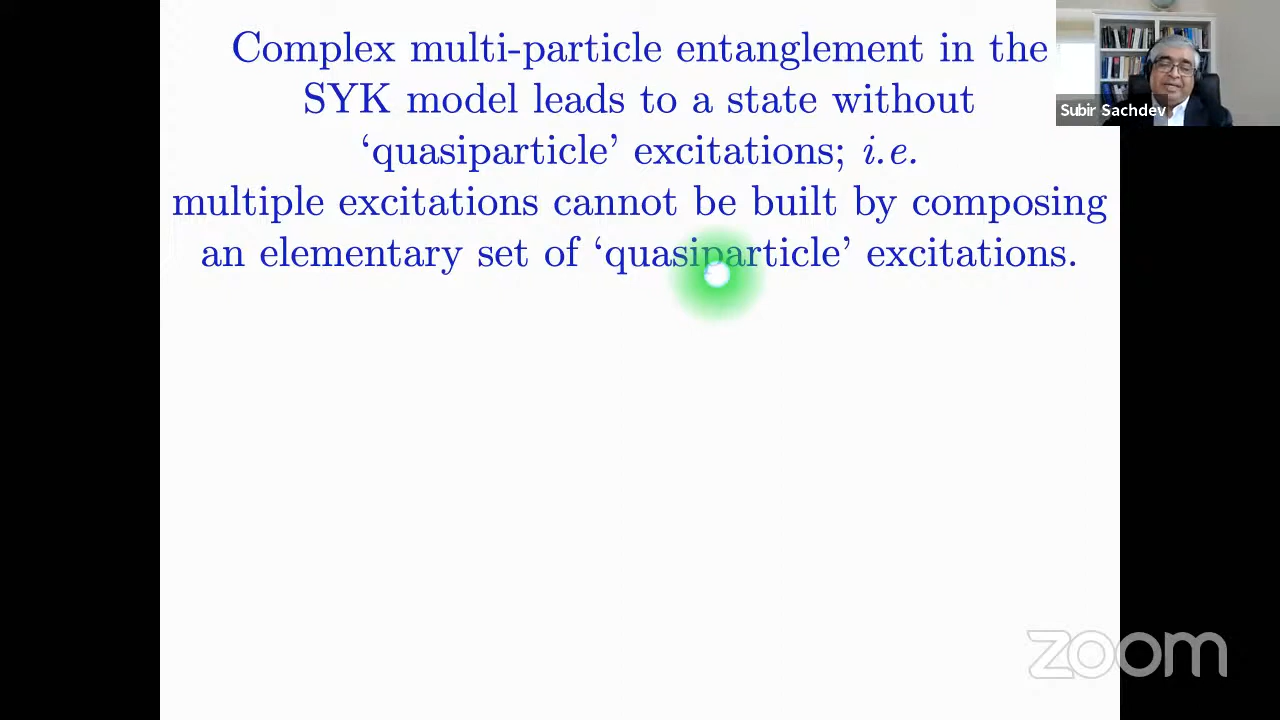 Complex multi-particle entanglement in the
SYK model leads to a state without
‘quasiparticle’ excitations; i.e.
multiple excitations cannot be built by composing
an elementary set of ‘quasiparticle’ excitations.
Subir Sachdev
zoom